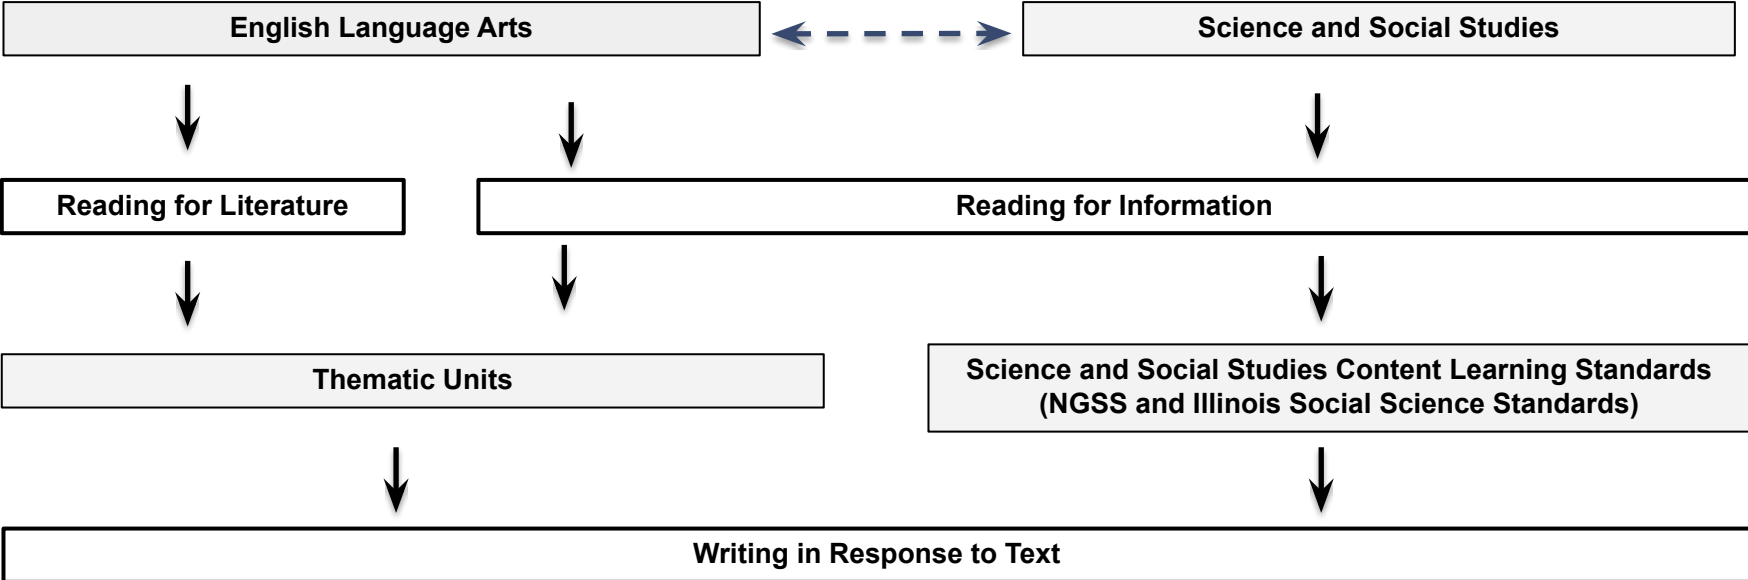 English Language Arts
Science and Social Studies
Reading for Literature
Reading for Information
Thematic Units
Science and Social Studies Content Learning Standards
(NGSS and Illinois Social Science Standards)
Writing in Response to Text